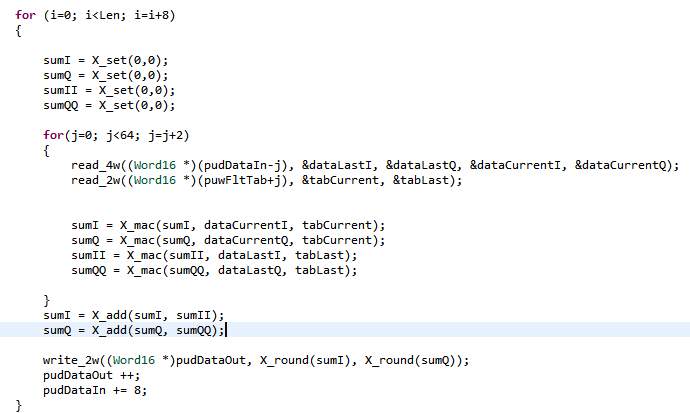 for (i=0; i<Len; i=i+8)
{
sumI = X_set(0,0);
sumQ = X_set(0,0);
sumII = X_set(0,0);
sumQQ = X_set(0,0);
for(j=0; j<64; j=j+2)
{
read_4w((Word16 *)(pudDataIn-j), &dataLastI, &dataLastQ, &dataCurrentI, &dataCurrentQ);
read_2w((Word16 *)(puwFltTab+j), &tabCurrent, &tabLast);
sumI = X_mac(sumI, dataCurrentI, tabCurrent);
sumQ = X_mac(sumQ, dataCurrentQ, tabCurrent);
sumII = X_mac(sumII, dataLastI, tabLast);
sumQQ = X_mac(sumQQ, dataLastQ, tabLast);
}
sumI = X_add(sumI, sumII);
sumQ = X_add(sumQ, sumQQ);
write_2w((Word16 *)pudDataOut, X_round(sumI), X_round(sumQ));
pudDataOut ++;
pudDataIn += 8;
}